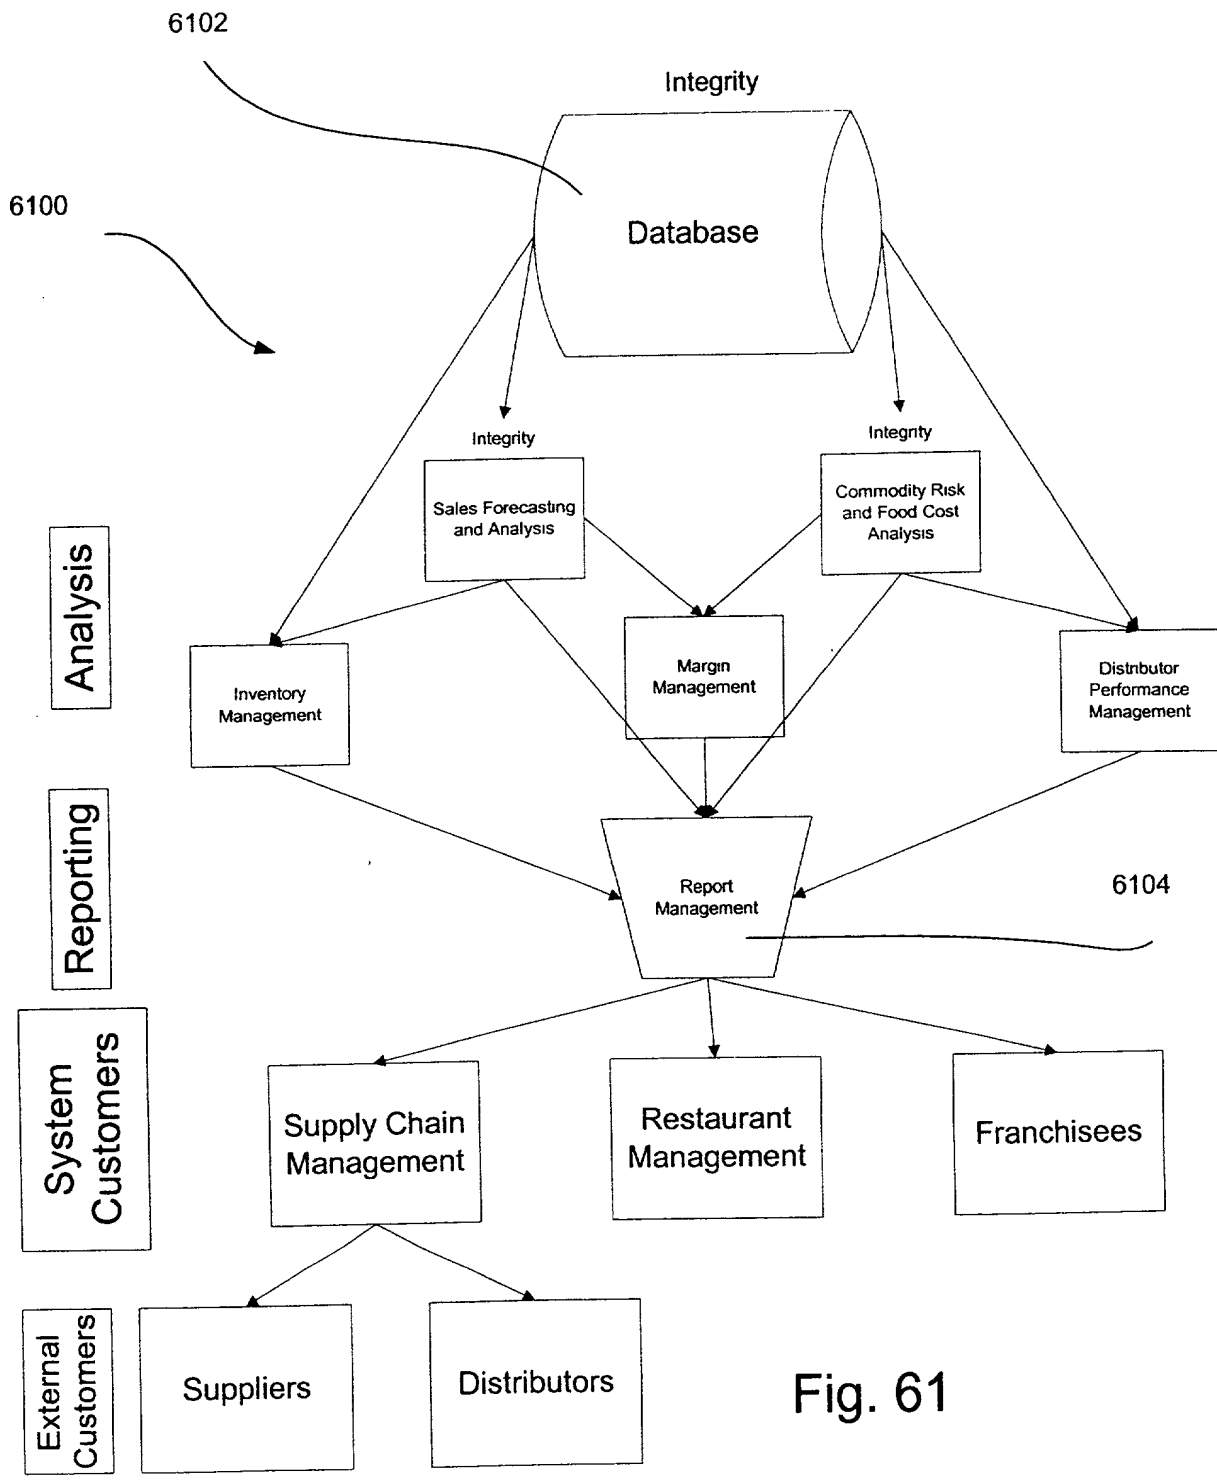 6102
Integrity
6100
Database
Integrity
Integrity
Sales Forecasting
and Analysis
Commodity Risk
and Food Cost
Analysis
Analysis
Inventory
Management
Margin
Management
Distributor
Performance
Management
Reporting
Report
Management
6104
System
Customers
Supply Chain
Management
Restaurant
Management
Franchisees
External
Customers
Suppliers
Distributors
Fig. 61